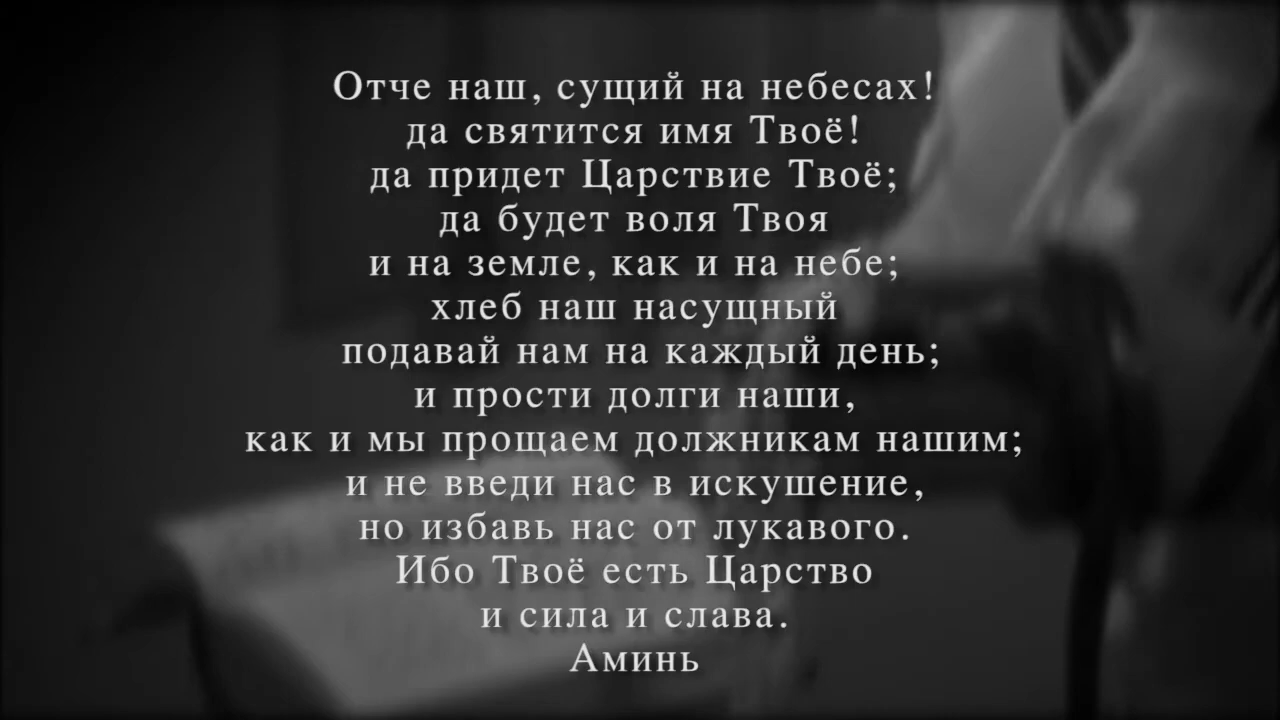 Отче наш, сущий на небесах!
да святится имя Твоё!
да придет Царствие Твоё;
да будет воля Твоя
и на земле, как и на небе;
хлеб наш насущный
подавай нам на каждый день;
и прости долги наши,
как и мы прощаем должникам нашим;
и не введи нас в искушение,
но избавь нас от лукавого.
Ибо Твоё есть Царство
и сила и слава.
Аминь